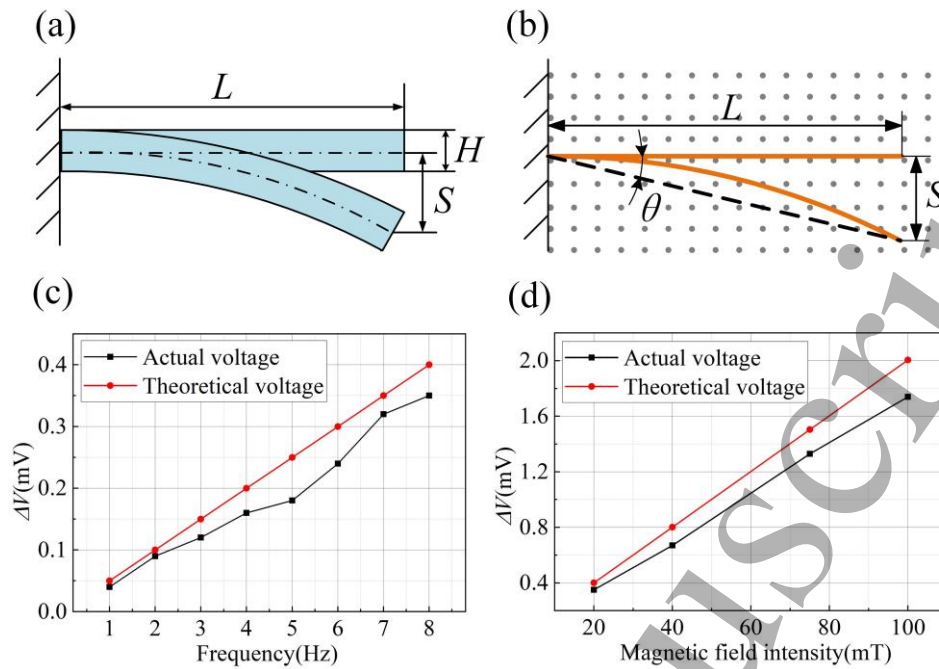 (a)
L
H
S
(b)
L
θ
S
(c)
Actual voltage
Theoretical voltage
ΔV(mV)
0.4
0.3
0.2
0.1
0.0
1 2 3 4 5 6 7 8
Frequency(Hz)
(d)
Actual voltage
Theoretical voltage
ΔV(mV)
2.0
1.6
1.2
0.8
0.4
20 40 60 80 100
Magnetic field intensity(mT)